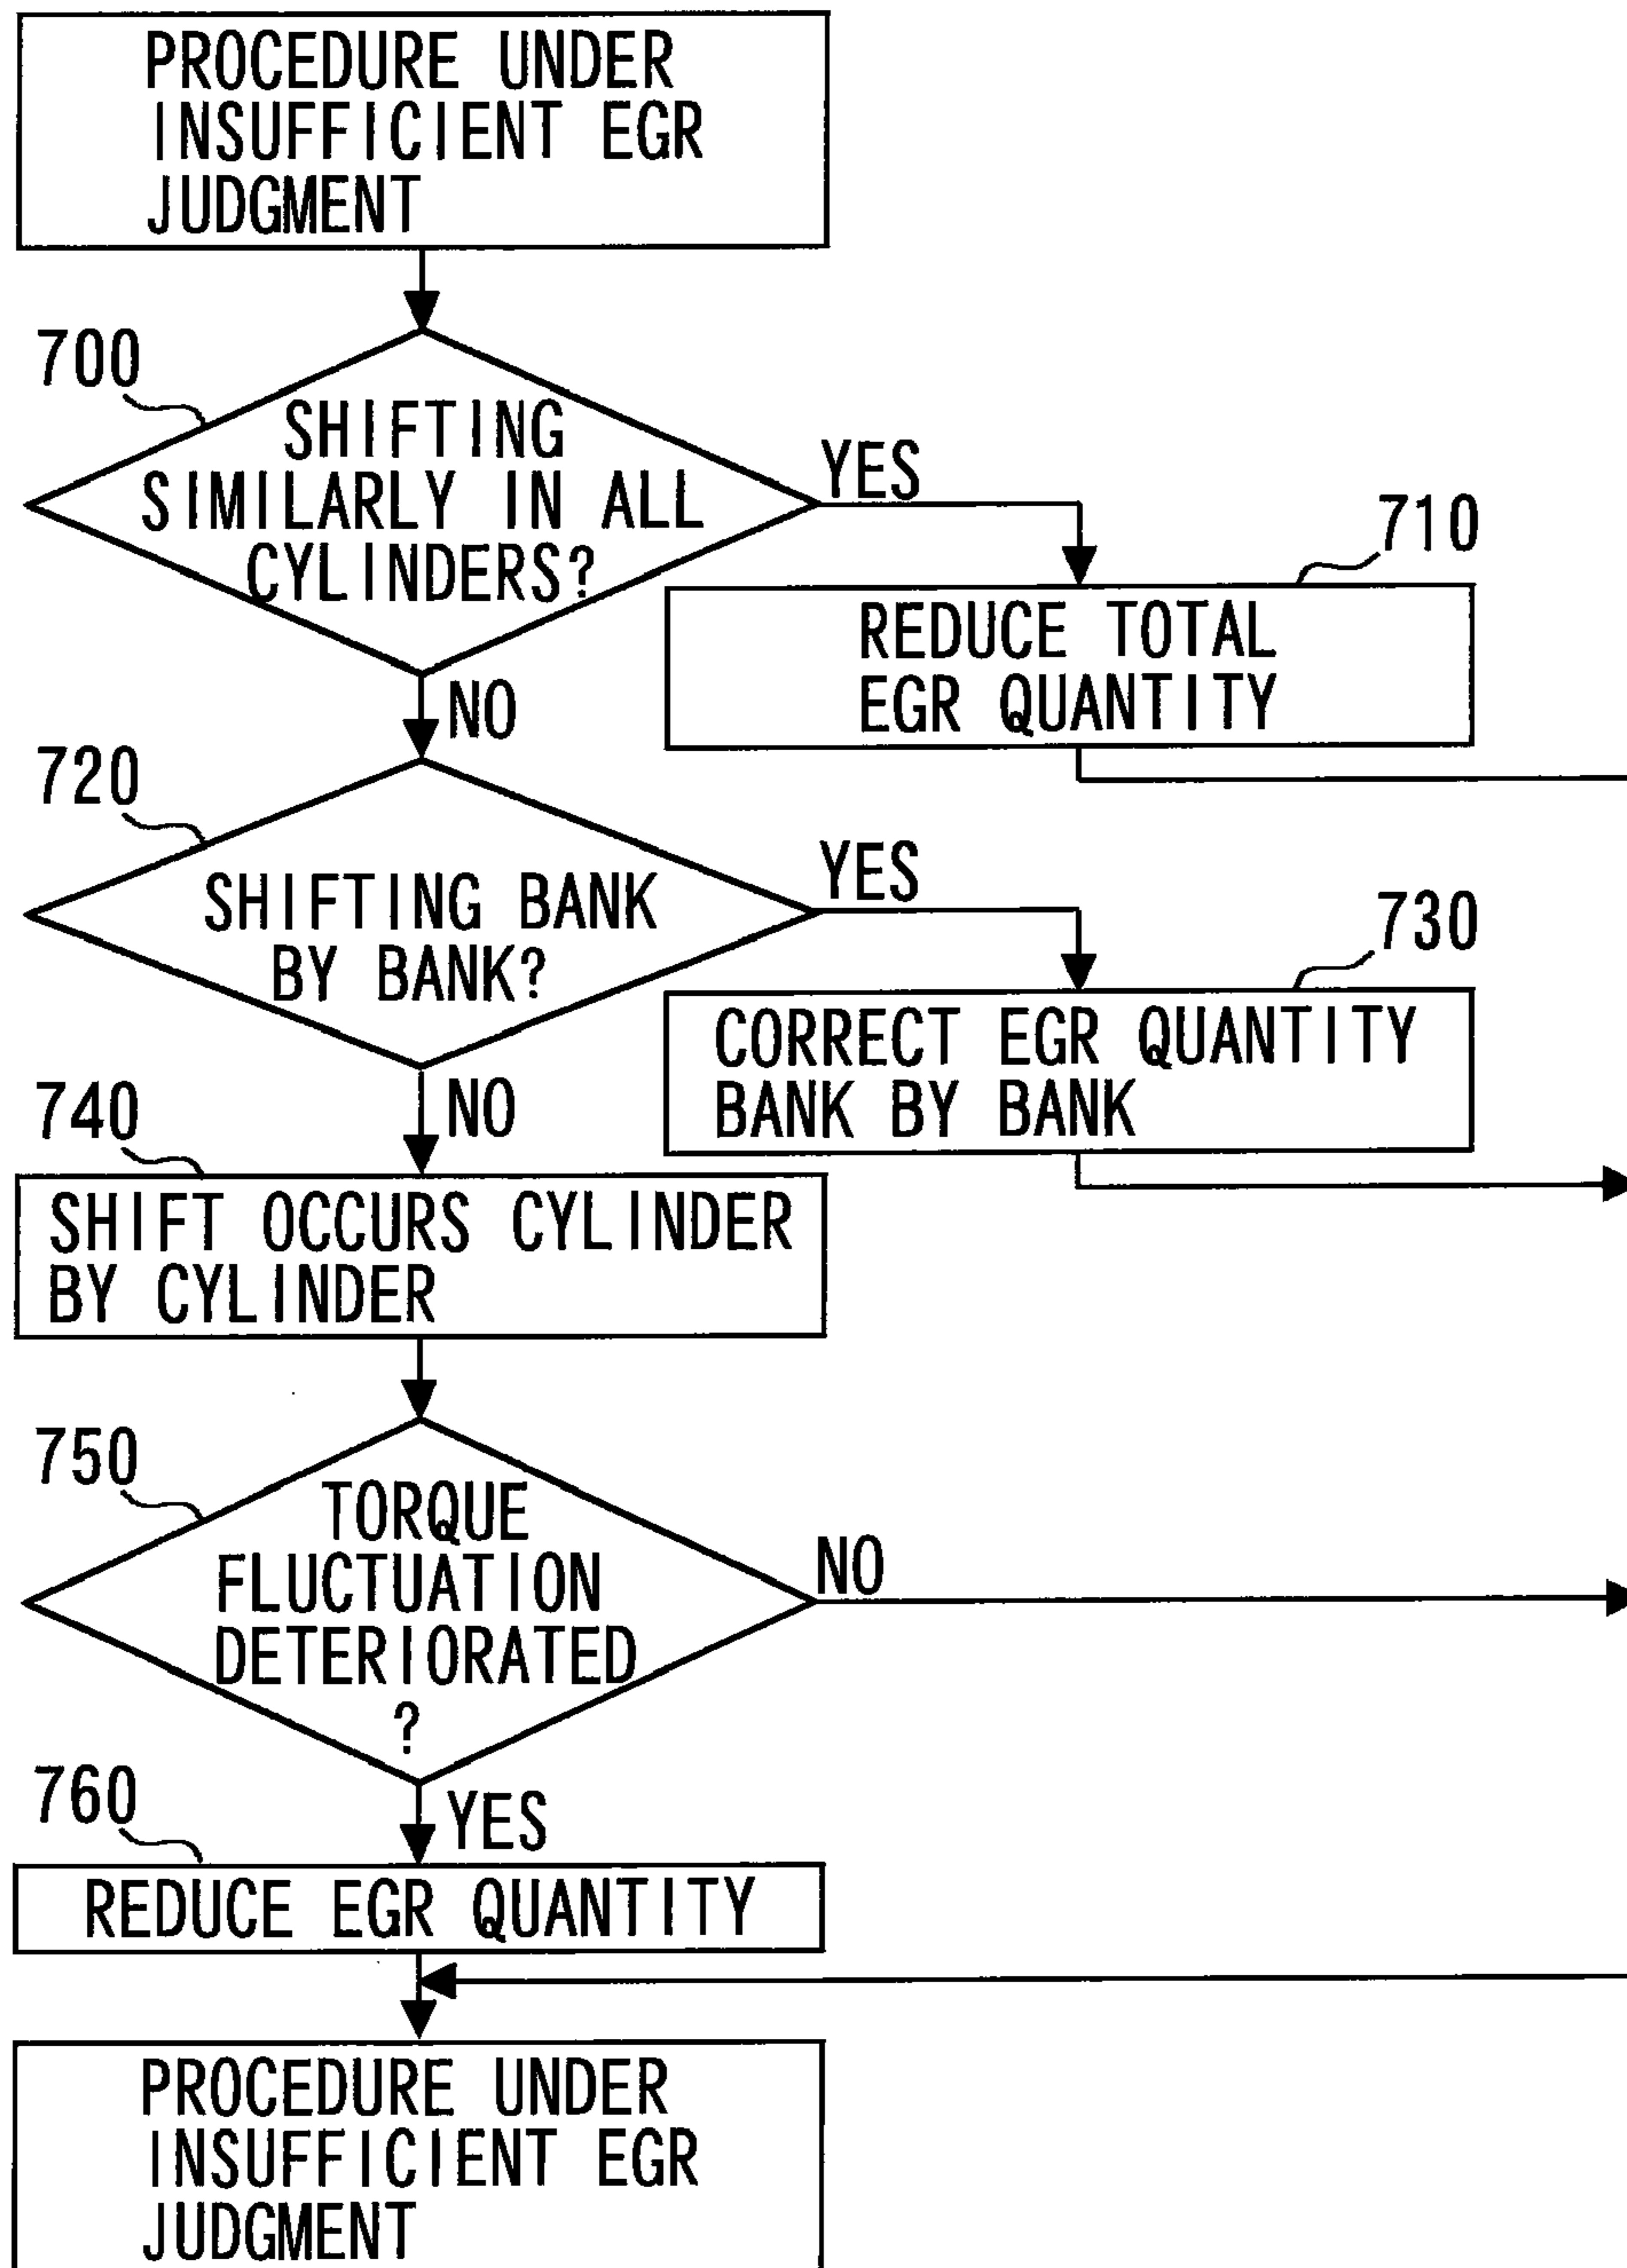 PROCEDURE UNDER
INSUFFICIENT EGR
JUDGMENT
700
SHIFTING
SIMILARLY IN ALL
CYLINDERS?
YES
710
REDUCE TOTAL
EGR QUANTITY
NO
720
SHIFTING BANK
BY BANK?
YES
730
CORRECT EGR QUANTITY
BANK BY BANK
NO
740
SHIFT OCCURS CYLINDER
BY CYLINDER
750
TORQUE
FLUCTUATION
DETERIORATED
?
NO
YES
760
REDUCE EGR QUANTITY
PROCEDURE UNDER
INSUFFICIENT EGR
JUDGMENT